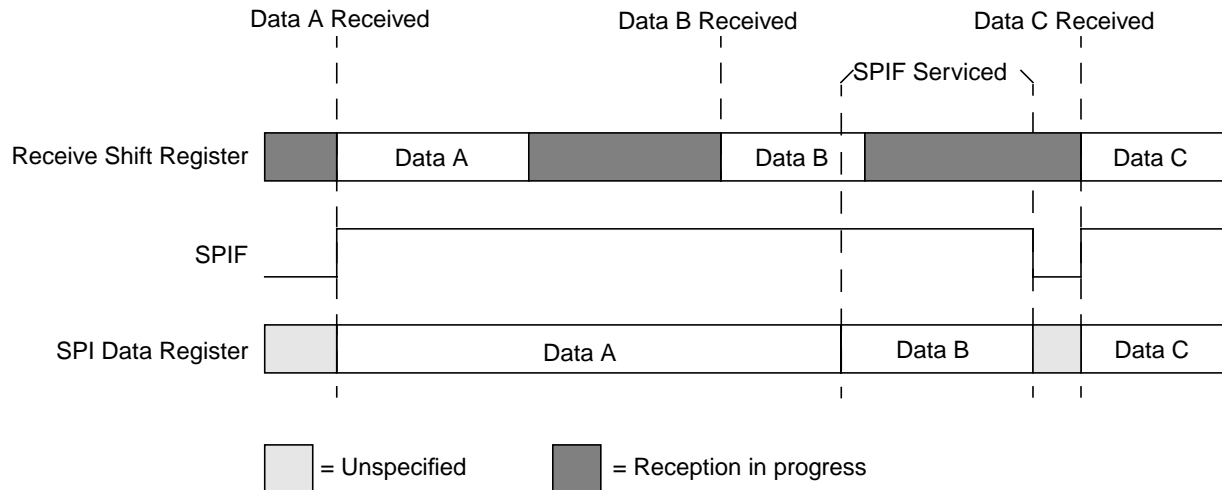 Data A Received
Data B Received
Data C Received
SPIF Serviced
Receive Shift Register
Data A
Data B
Data C
SPIF
SPI Data Register
Data A
Data B
Data C
= Unspecified
= Reception in progress